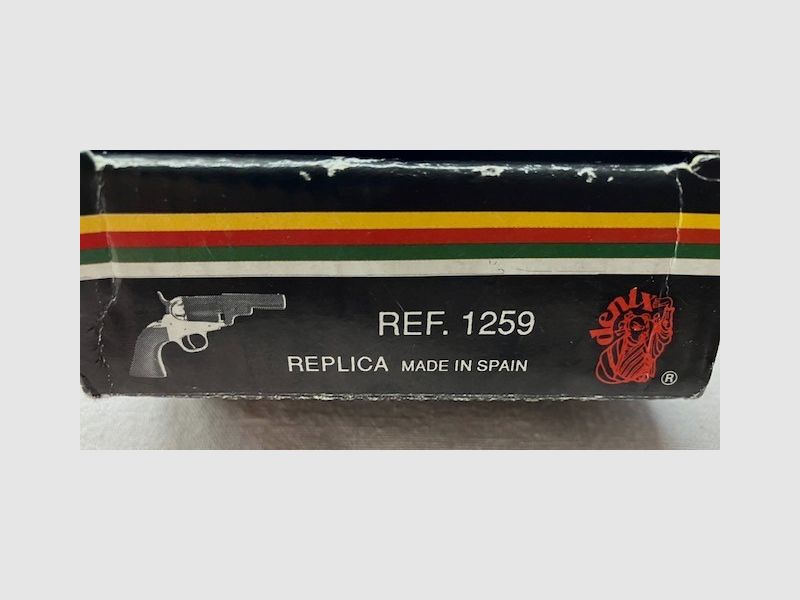 denix
REF. 1259
REPLICA MADE IN SPAIN
®